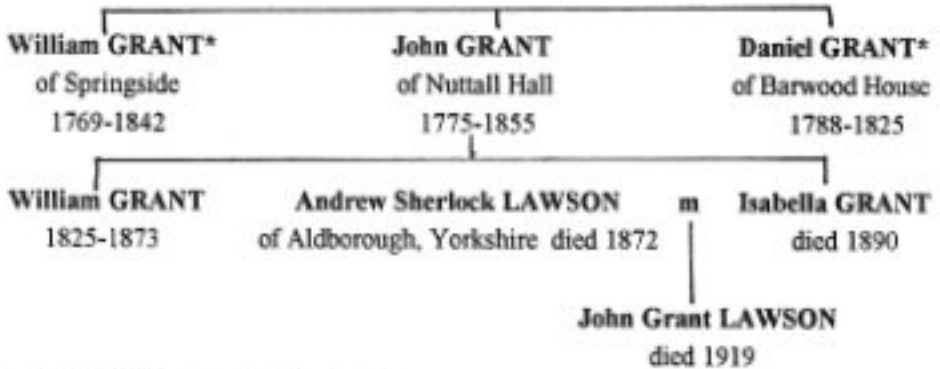 William GRANT* John GRANT Daniel GRANT*
of Springside of Nuttall Hall of Barwood House
1769-1842 1775-1855 1788-1825
William GRANT Andrew Sherlock LAWSON m Isabella GRANT
1825-1873 of Aldborough, Yorkshire died 1872 died 1890
John Grant LAWSON
died 1919